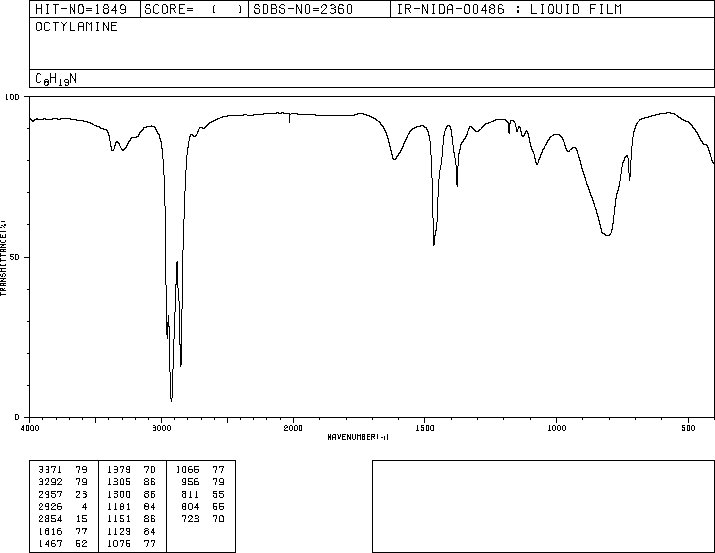 HIT-NO=1849 SCORE= ( ) SDBS-NO=2360 IR-NIDA-00486 : LIQUID FILM
OCTYLAMINE
C8H19N
100
50
0
TRANSMITTANCE(%)
4000 3000 2000 1500 1000 500
WAVENUMBER(-1)
3371 79 1379 70 1066 77
3292 79 1305 86 956 79
2957 23 1300 86 811 55
2926 4 1181 84 804 55
2854 15 1151 86 723 70
1616 77 1129 84
1467 52 1076 77